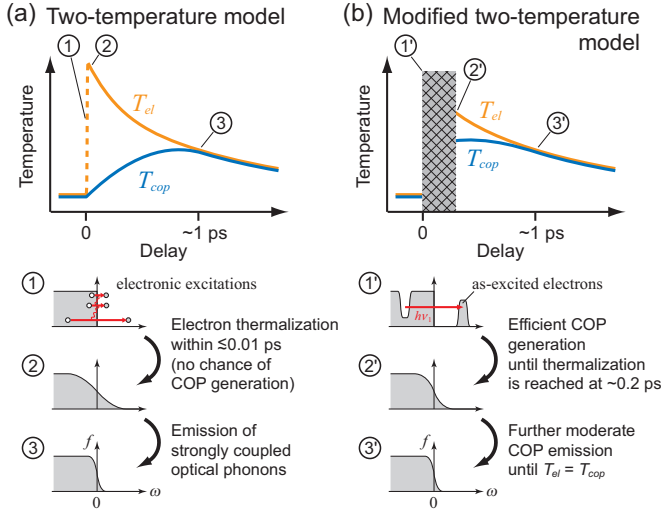 (a) Two-temperature model
① ②
③
Temperature
T_el
T_cop
0 ~1 ps
Delay
① electronic excitations
Electron thermalization
within ≲0.01 ps
(no chance of
COP generation)
②
Emission of
strongly coupled
optical phonons
③ f
0 ω
(b) Modified two-temperature
model
1'
2'
3'
Temperature
T_el
T_cop
0 ~1 ps
Delay
1' as-excited electrons
hν₁
Efficient COP
generation
until thermalization
is reached at ~0.2 ps
2'
Further moderate
COP emission
until T_el = T_cop
3' f
0 ω